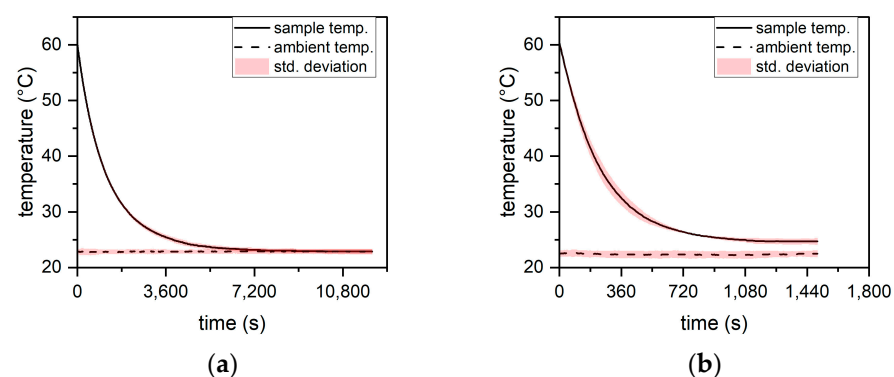 sample temp.
ambient temp.
std. deviation
60
50
40
30
20
temperature (°C)
0
3,600
7,200
10,800
time (s)
(a)
sample temp.
ambient temp.
std. deviation
60
50
40
30
20
temperature (°C)
0
360
720
1,080
1,440
1,800
time (s)
(b)